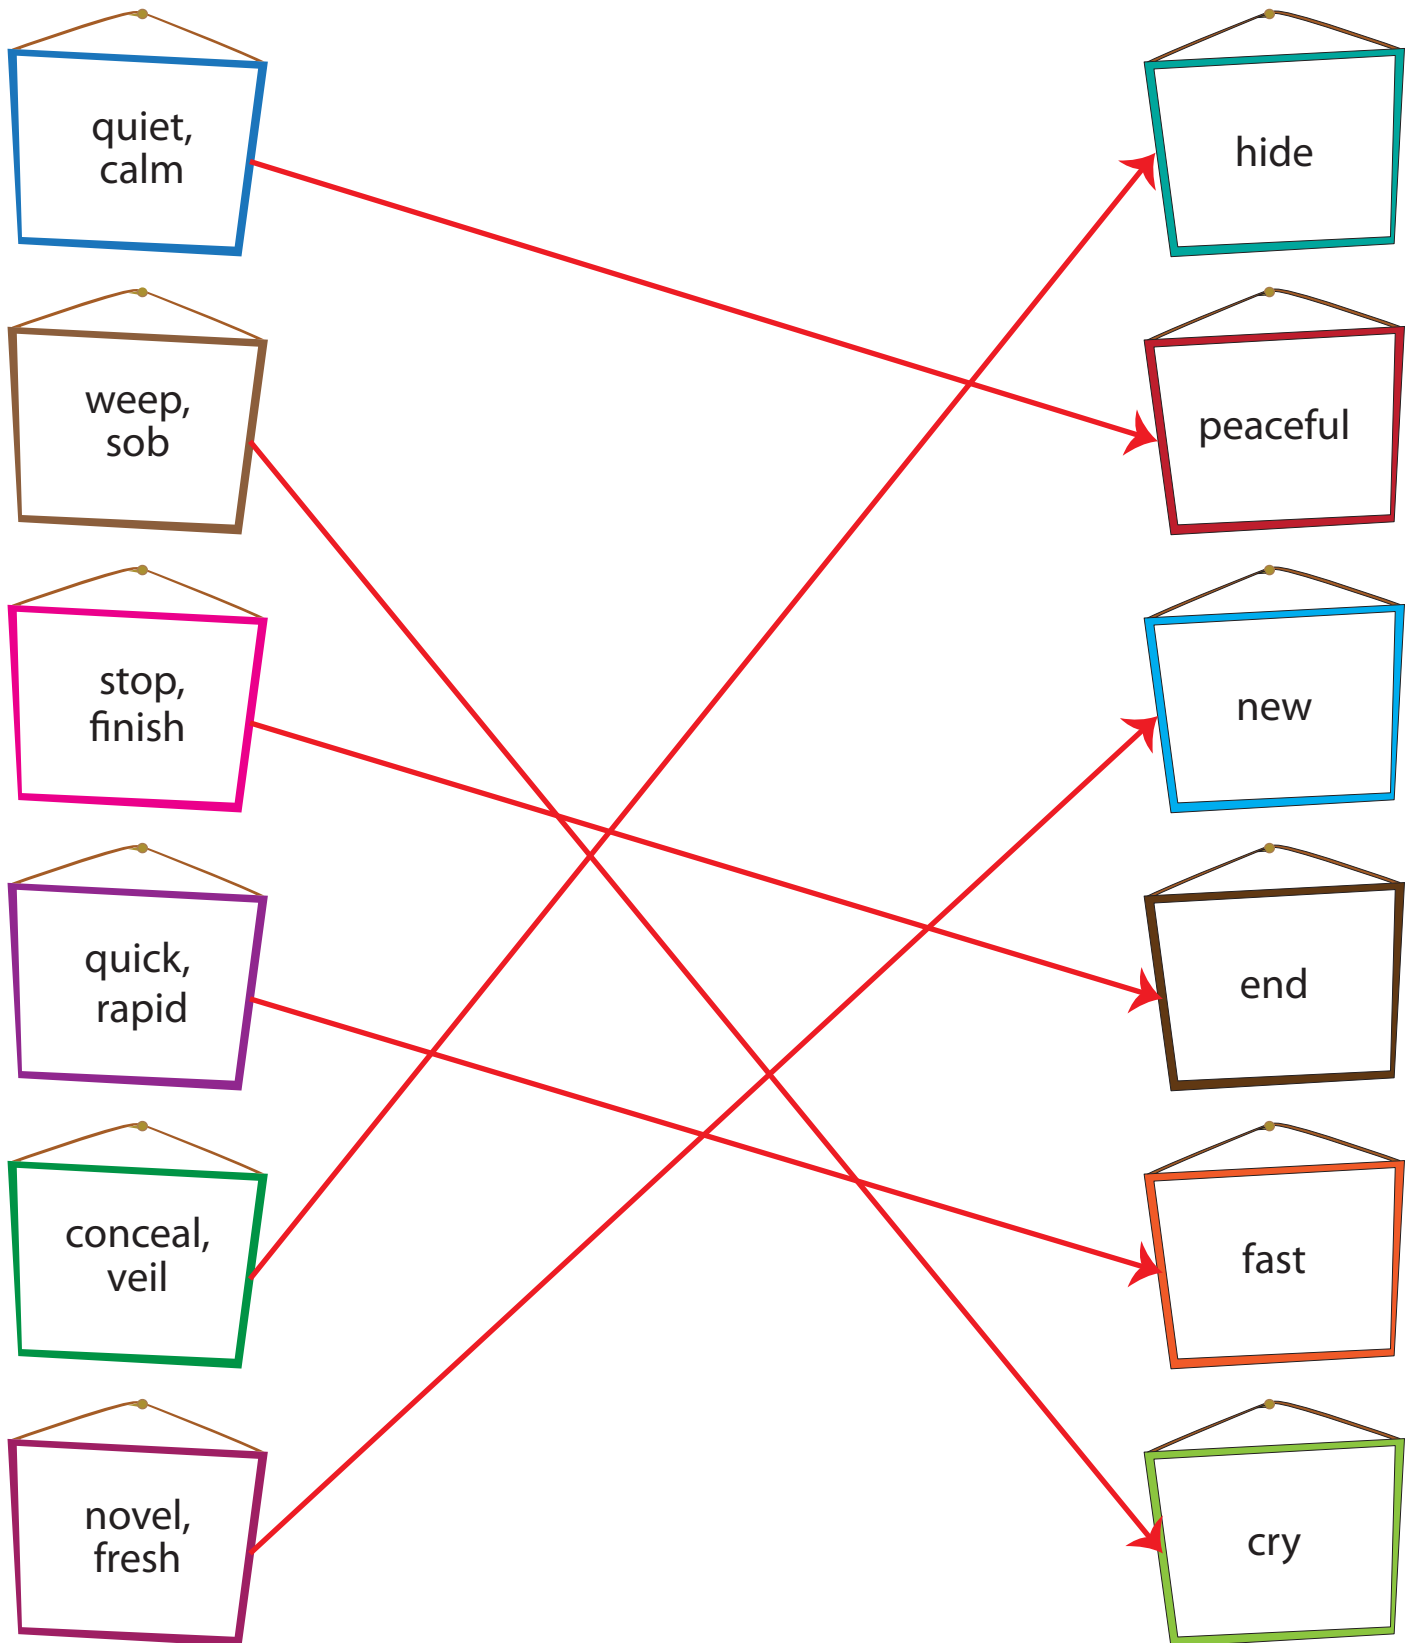 quiet,
calm
hide
weep,
sob
peaceful
stop,
finish
new
quick,
rapid
end
conceal,
veil
fast
novel,
fresh
cry